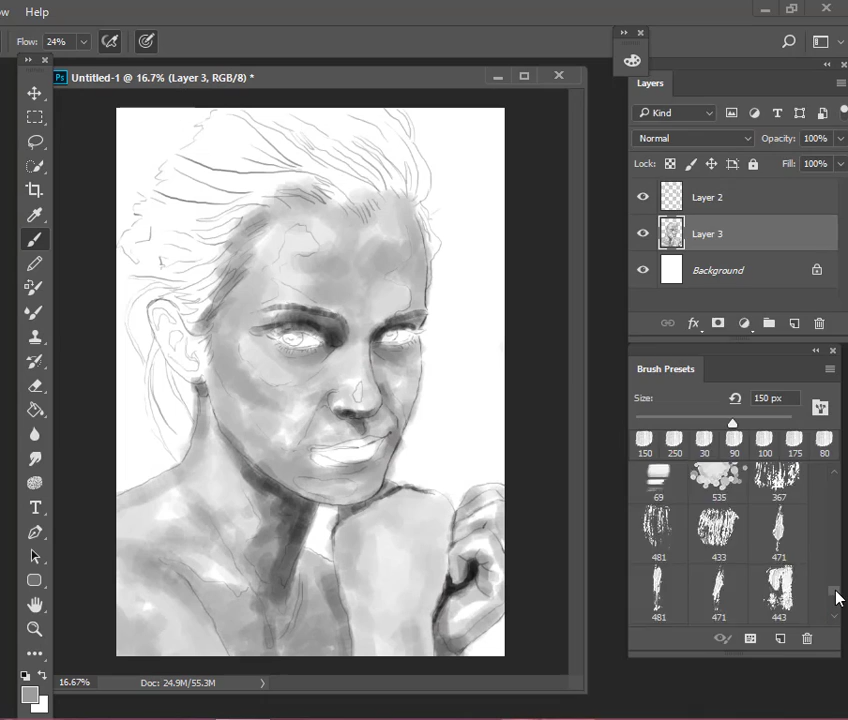 Help
Flow: 24%
Ps Untitled-1 @ 16.7% (Layer 3, RGB/8) *
Layers
Kind
Normal Opacity: 100%
Lock: Fill: 100%
Layer 2
Layer 3
Background
fx
Brush Presets
Size: 150 px
150 250 30 90 100 175 80
69 535 367
481 433 471
481 471 443
T
16.67% Doc: 24.9M/55.3M